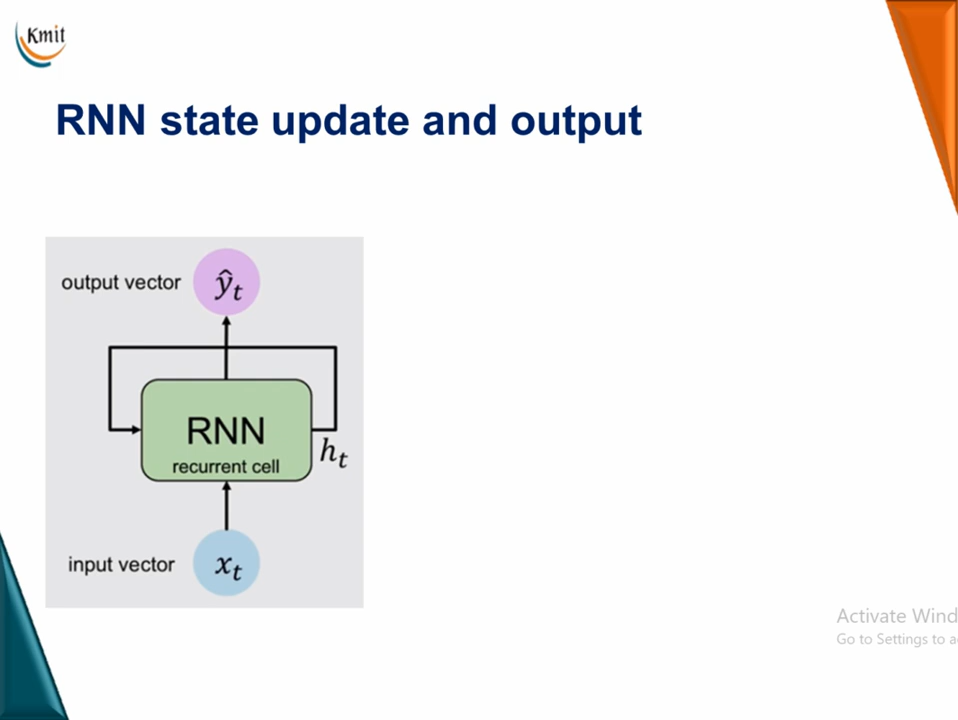 Kmit
RNN state update and output
output vector
ŷt
RNN
recurrent cell
ht
input vector
xt
Activate Wind
Go to Settings to a